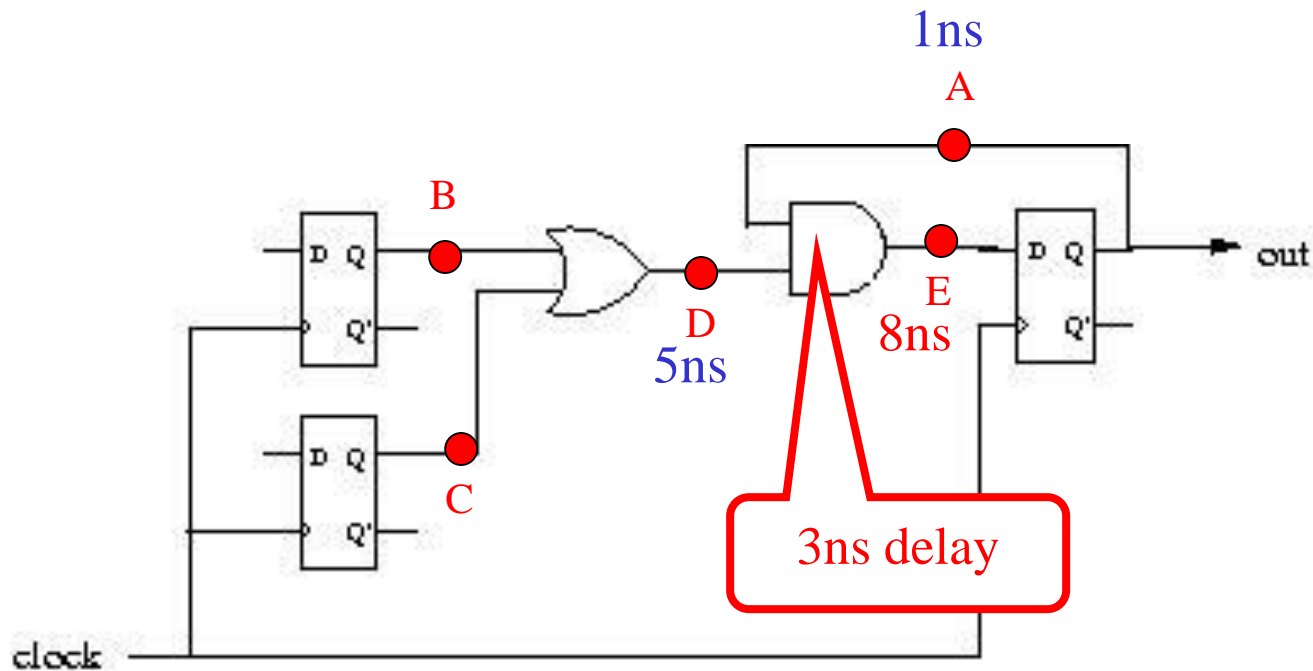 1ns
A
B
D Q
Q'
C
D Q
Q'
D
5ns
E
8ns
D Q
Q'
out
3ns delay
clock